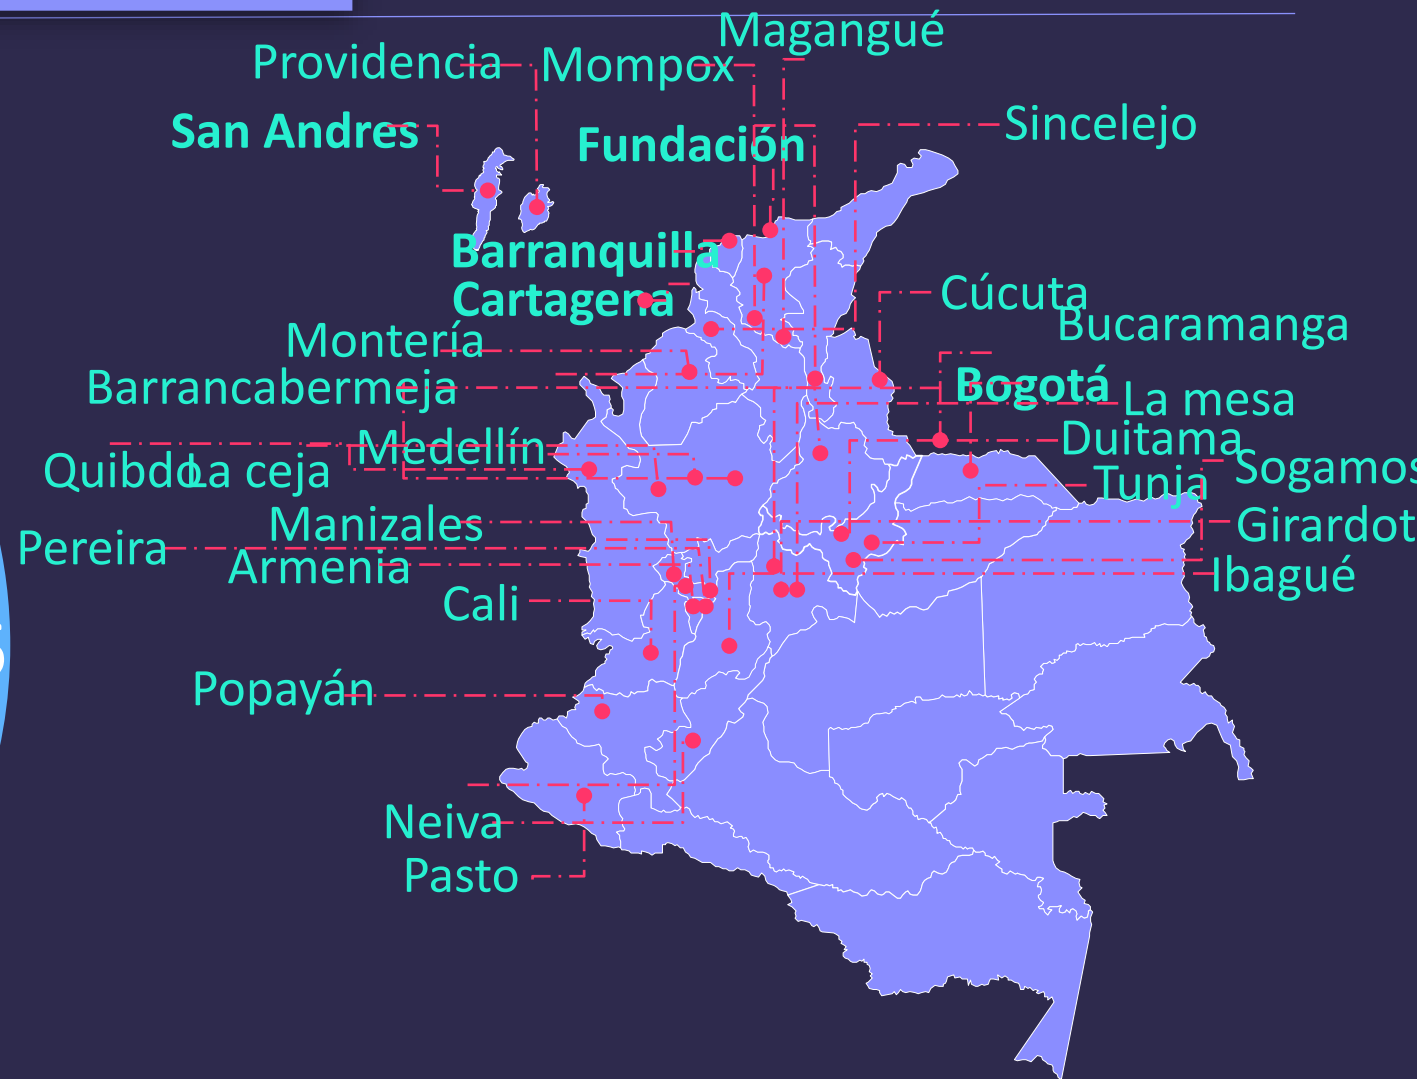 Magangué
Providencia
Mompox
San Andres
Fundación
Sincelejo
Barranquilla
Cartagena
Cúcuta
Bucaramanga
Montería
Barrancabermeja
Bogotá
La mesa
Medellín
Duitama
Quibdo
La ceja
Sogamos
Tunja
Manizales
Girardot
Pereira
Armenia
Ibagué
Cali
Popayán
Neiva
Pasto